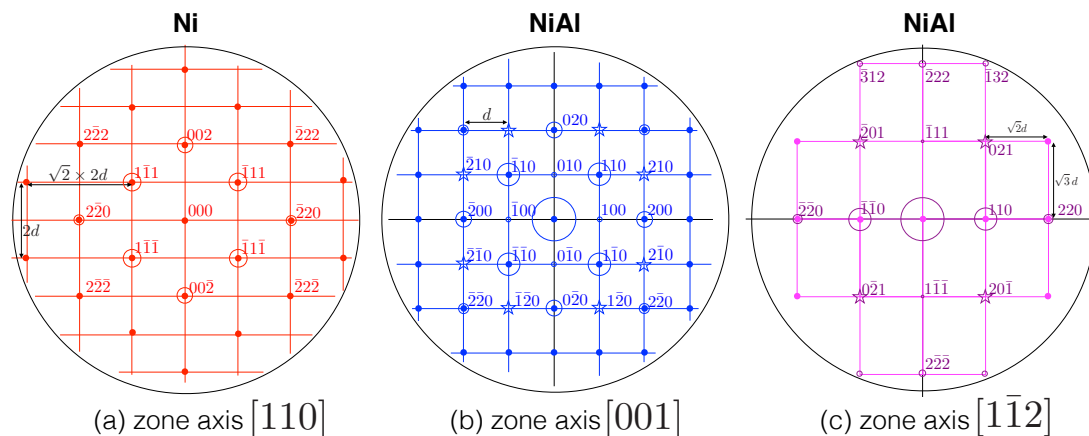 Ni
NiAl
NiAl
22̄2
002
2̄22
√2 × 2d
11̄1
1̄11
22̄0
000
2̄20
2d
11̄1̄
1̄11̄
22̄2̄
002̄
2̄22̄
(a) zone axis [110]
d
020
2̄10 1̄10 010 110 210
2̄00 1̄00 100 200
2̄1̄0 1̄1̄0 01̄0 11̄0 21̄0
2̄2̄0 1̄2̄0 02̄0 12̄0 22̄0
(b) zone axis [001]
3̄12 2̄22 1̄32
2̄01 1̄11 021
√2d
√3 d
2̄2̄0 1̄1̄0 110 220
02̄1 11̄1̄ 201̄
22̄2̄
(c) zone axis [11̄2]